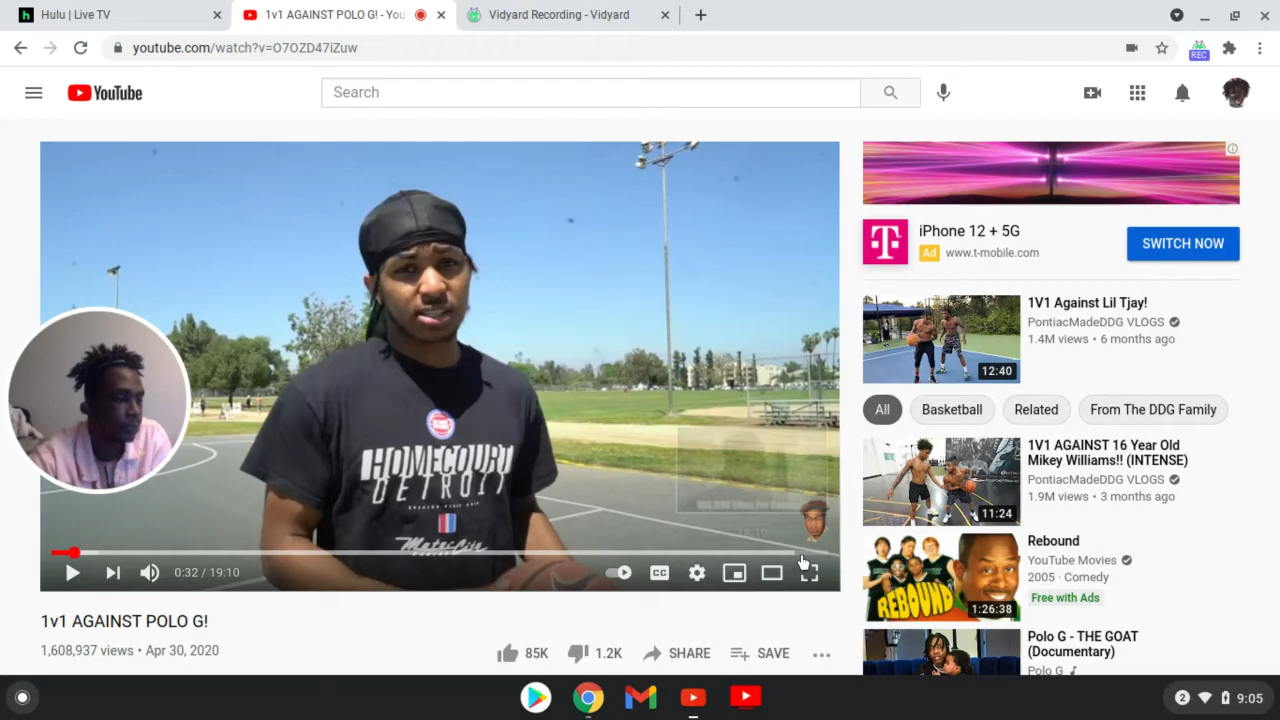 Hulu | Live TV
1v1 AGAINST POLO G! - You
Vidyard Recording - Vidyard
youtube.com/watch?v=O7OZD47iZuw
REC
YouTube
Search
HOMECOURT
DETROIT
MotorCity
18:19
CC
0:32 / 19:10
1v1 AGAINST POLO G!
1,608,937 views • Apr 30, 2020
85K
1.2K
SHARE
SAVE
iPhone 12 + 5G
Ad www.t-mobile.com
SWITCH NOW
1V1 Against Lil Tjay!
PontiacMadeDDG VLOGS
1.4M views • 6 months ago
12:40
All
Basketball
Related
From The DDG Family
1V1 AGAINST 16 Year Old
Mikey Williams!! (INTENSE)
PontiacMadeDDG VLOGS
1.9M views • 3 months ago
11:24
Rebound
YouTube Movies
2005 • Comedy
Free with Ads
REBOUND
1:26:38
Polo G - THE GOAT
(Documentary)
Polo G
2
9:05